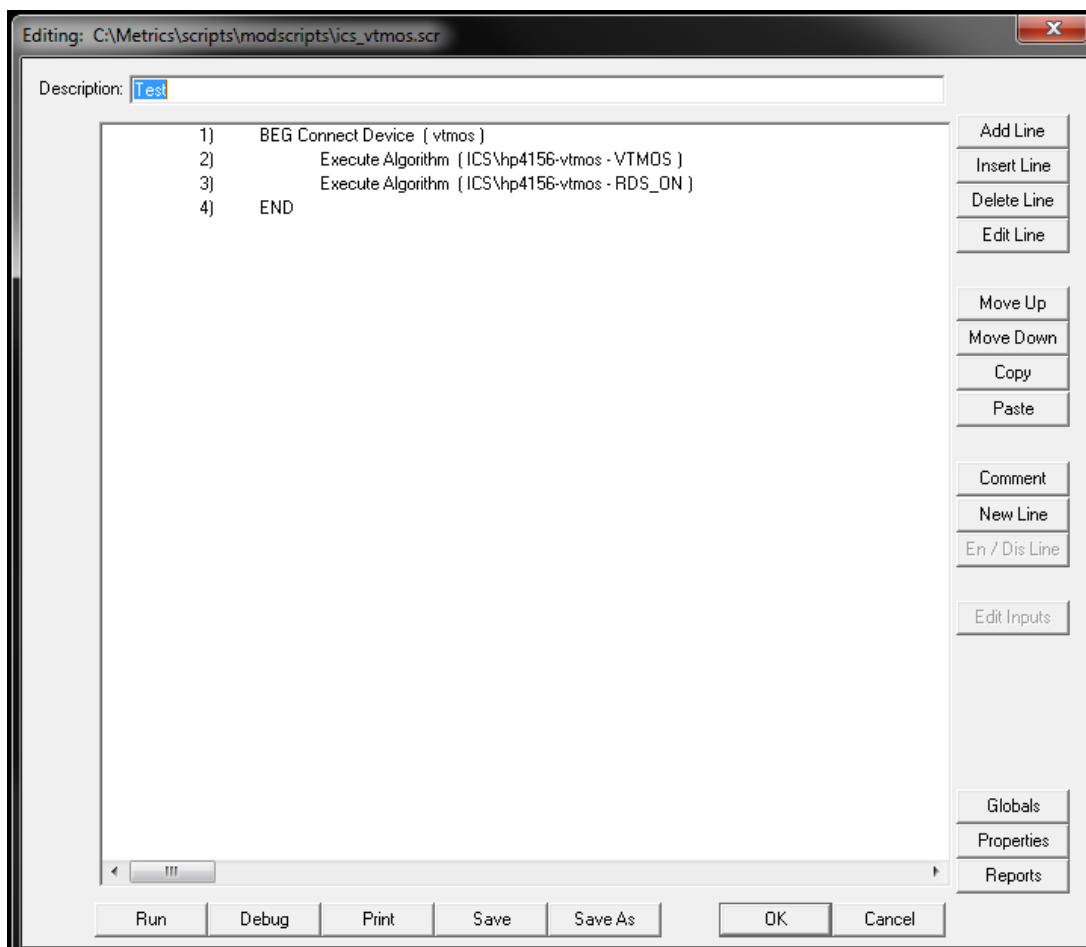 Editing: C:\Metrics\scripts\modscripts\ics_vtmos.scr
x
Description: Test
1) BEG Connect Device ( vtmos )
2) Execute Algorithm ( ICS\hp4156-vtmos - VTMOS )
3) Execute Algorithm ( ICS\hp4156-vtmos - RDS_ON )
4) END
Add Line
Insert Line
Delete Line
Edit Line
Move Up
Move Down
Copy
Paste
Comment
New Line
En / Dis Line
Edit Inputs
Globals
Properties
Reports
Run Debug Print Save Save As OK Cancel